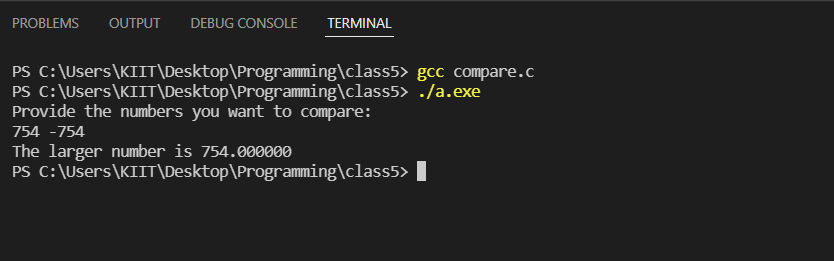 PROBLEMS OUTPUT DEBUG CONSOLE TERMINAL
PS C:\Users\KIIT\Desktop\Programming\class5> gcc compare.c
PS C:\Users\KIIT\Desktop\Programming\class5> ./a.exe
Provide the numbers you want to compare:
754 -754
The larger number is 754.000000
PS C:\Users\KIIT\Desktop\Programming\class5>